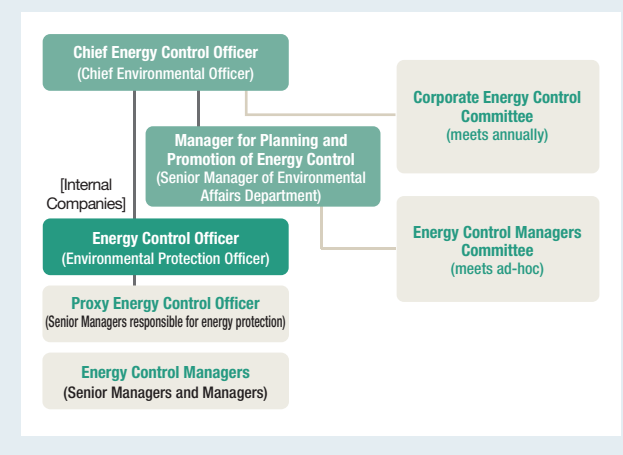 Chief Energy Control Officer
(Chief Environmental Officer)
Corporate Energy Control
Committee
(meets annually)
Manager for Planning and
Promotion of Energy Control
(Senior Manager of Environmental
Affairs Department)
[Internal
Companies]
Energy Control Officer
(Environmental Protection Officer)
Energy Control Managers
Committee
(meets ad-hoc)
Proxy Energy Control Officer
(Senior Managers responsible for energy protection)
Energy Control Managers
(Senior Managers and Managers)